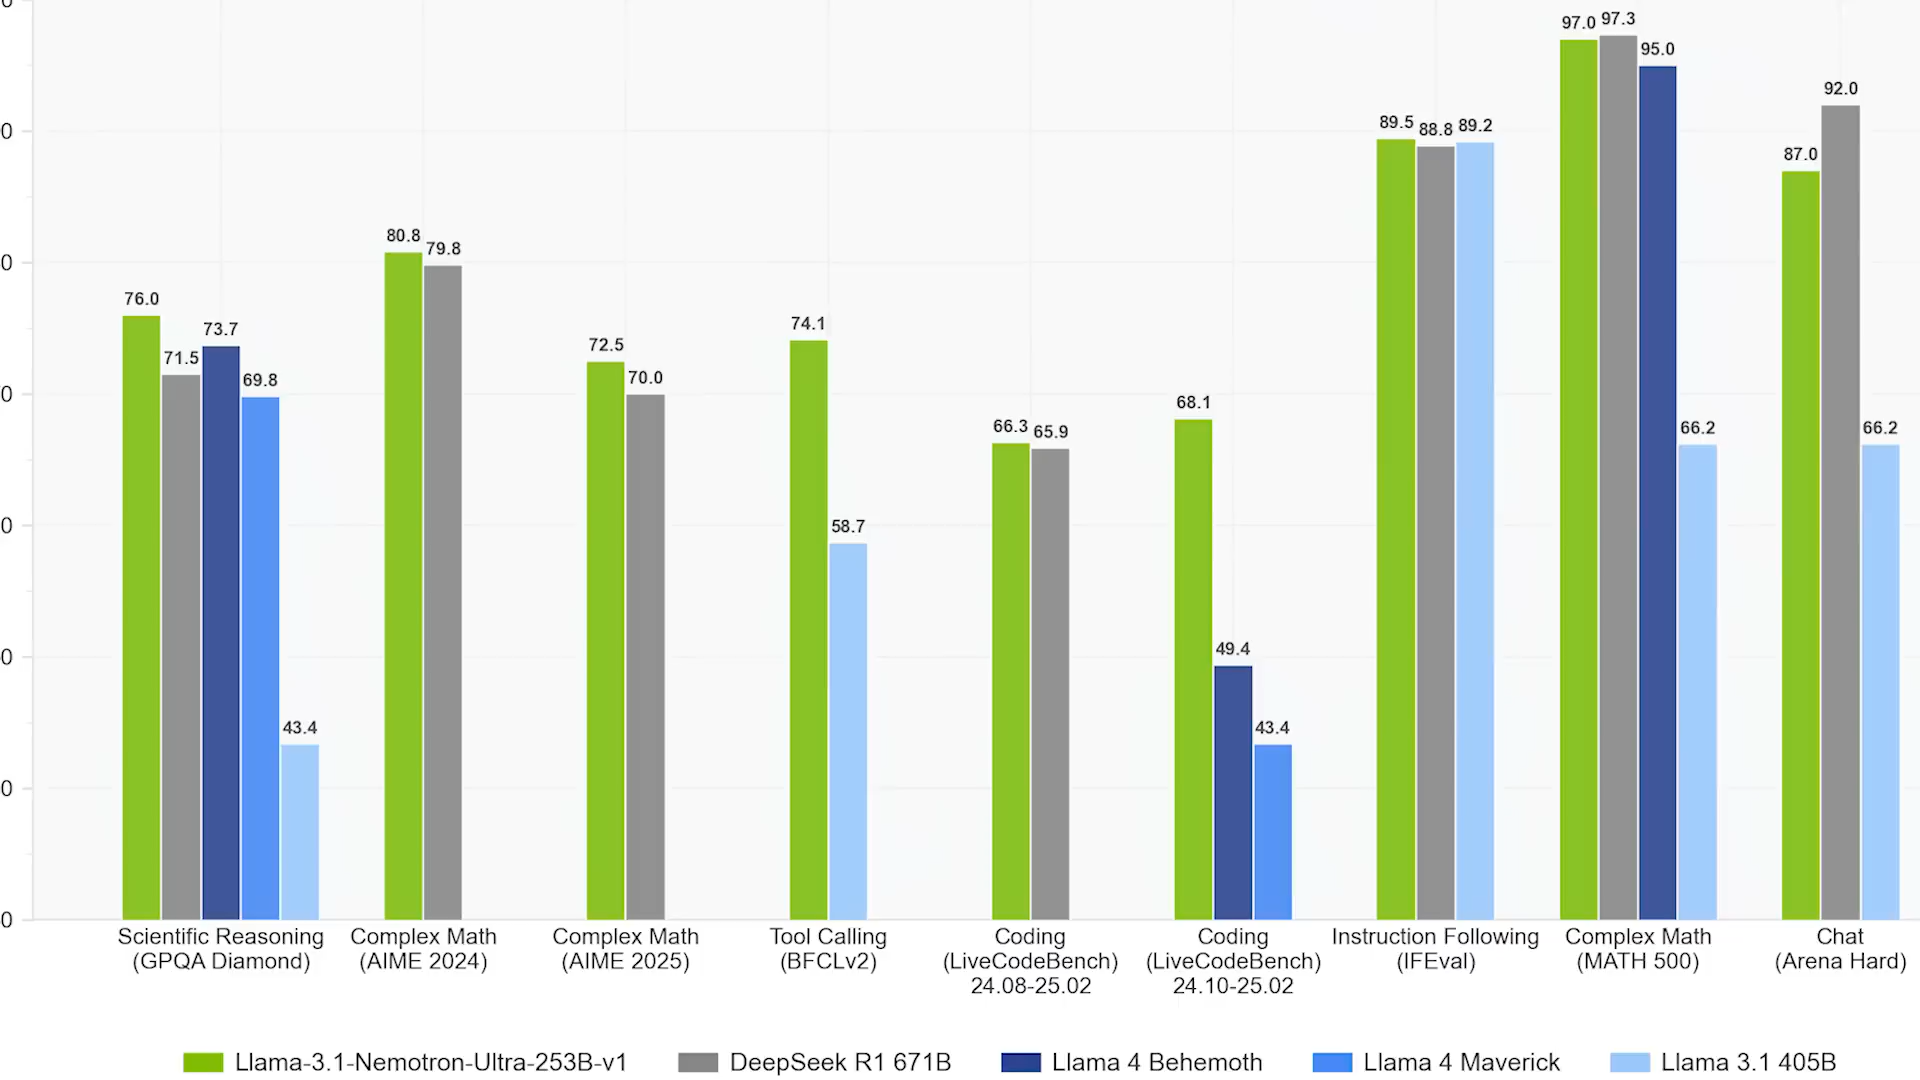 97.0 97.3
95.0
92.0
89.5 88.8 89.2
87.0
80.8 79.8
76.0
71.5 73.7 69.8
72.5 70.0
74.1
58.7
66.3 65.9
68.1
49.4
43.4
66.2
66.2
43.4
0
0
0
0
0
0
0
0
Scientific Reasoning
(GPQA Diamond)
Complex Math
(AIME 2024)
Complex Math
(AIME 2025)
Tool Calling
(BFCLv2)
Coding
(LiveCodeBench)
24.08-25.02
Coding
(LiveCodeBench)
24.10-25.02
Instruction Following
(IFEval)
Complex Math
(MATH 500)
Chat
(Arena Hard)
Llama-3.1-Nemotron-Ultra-253B-v1
DeepSeek R1 671B
Llama 4 Behemoth
Llama 4 Maverick
Llama 3.1 405B